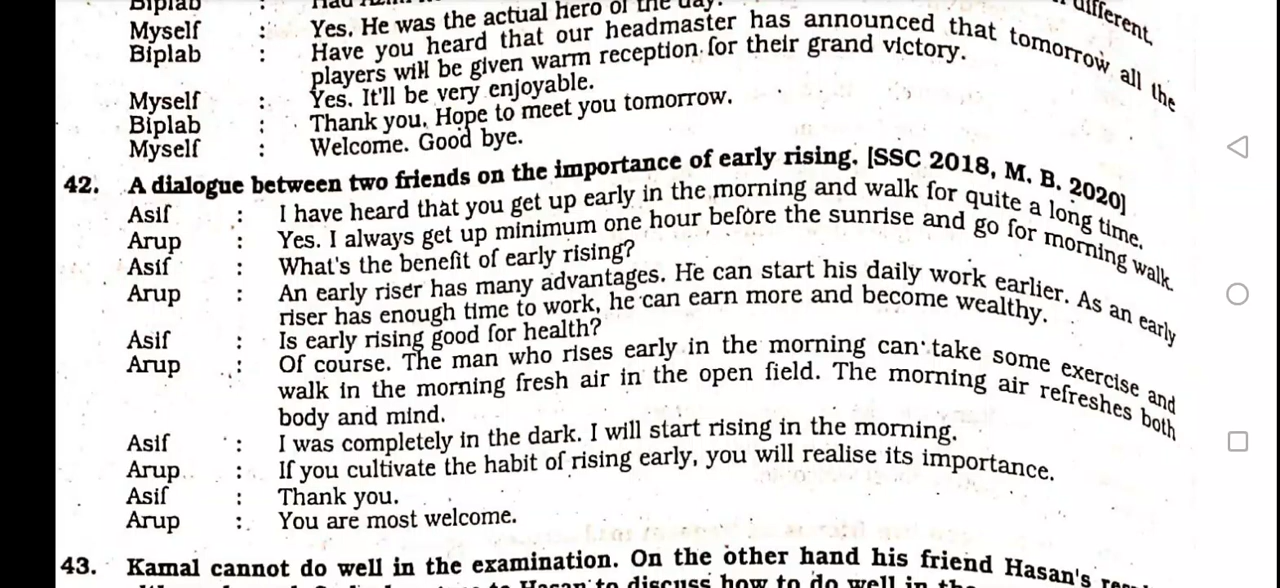 Biplab :
Myself : Yes. He was the actual hero of the day. different.
Biplab : Have you heard that our headmaster has announced that tomorrow all the
players will be given warm reception for their grand victory.
Myself : Yes. It'll be very enjoyable.
Biplab : Thank you. Hope to meet you tomorrow.
Myself : Welcome. Good bye.
42. A dialogue between two friends on the importance of early rising. [SSC 2018, M. B. 2020]
Asif : I have heard that you get up early in the morning and walk for quite a long time.
Arup : Yes. I always get up minimum one hour before the sunrise and go for morning walk.
Asif : What's the benefit of early rising?
Arup : An early riser has many advantages. He can start his daily work earlier. As an early
riser has enough time to work, he can earn more and become wealthy.
Asif : Is early rising good for health?
Arup : Of course. The man who rises early in the morning can take some exercise and
walk in the morning fresh air in the open field. The morning air refreshes both
body and mind.
Asif : I was completely in the dark. I will start rising in the morning.
Arup : If you cultivate the habit of rising early, you will realise its importance.
Asif : Thank you.
Arup : You are most welcome.
43. Kamal cannot do well in the examination. On the other hand his friend Hasan's
Hasan to discuss how to do well in the